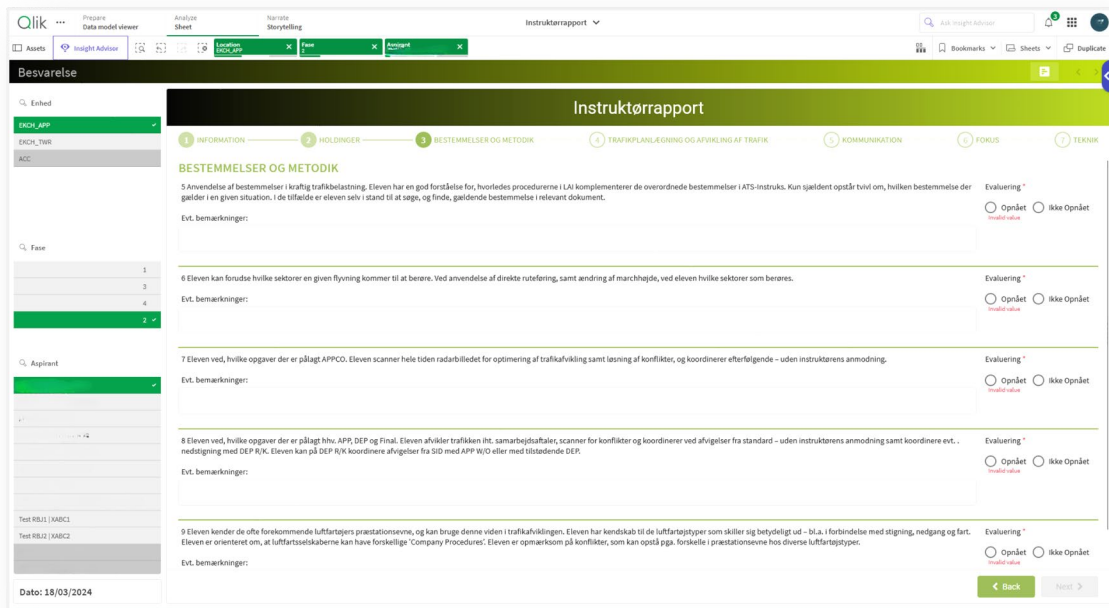 Qlik
Prepare
Data model viewer
Analyze
Sheet
Narrate
Storytelling
Instruktørrapport
Ask Insight Advisor
3
Assets
Insight Advisor
Location
EKCH_APP
Fase
2
Aspirant
Bookmarks
Sheets
Duplicate
Besvarelse
Enhed
EKCH_APP
EKCH_TWR
ACC
Fase
1
3
4
2
Aspirant
Test RBJ1 | XABC1
Test RBJ2 | XABC2
Dato: 18/03/2024
Instruktørrapport
1 INFORMATION
2 HOLDINGER
3 BESTEMMELSER OG METODIK
4 TRAFIKPLANLÆGNING OG AFVIKLING AF TRAFIK
5 KOMMUNIKATION
6 FOKUS
7 TEKNIK
BESTEMMELSER OG METODIK
5 Anvendelse af bestemmelser i kraftig trafikbelastning. Eleven har en god forståelse for, hvorledes procedurerne i LAI komplementerer de overordnede bestemmelser i ATS-Instruks. Kun sjældent opstår tvivl om, hvilken bestemmelse der
gælder i en given situation. I de tilfælde er eleven selv i stand til at søge, og finde, gældende bestemmelse i relevant dokument.
Evt. bemærkninger:
Evaluering *
Opnået Ikke Opnået
Invalid value
6 Eleven kan forudse hvilke sektorer en given flyvning kommer til at berøre. Ved anvendelse af direkte ruteføring, samt ændring af marchhøjde, ved eleven hvilke sektorer som berøres.
Evt. bemærkninger:
Evaluering *
Opnået Ikke Opnået
Invalid value
7 Eleven ved, hvilke opgaver der er pålagt APPCO. Eleven scanner hele tiden radarbilledet for optimering af trafikafvikling samt løsning af konflikter, og koordinerer efterfølgende – uden instruktørens anmodning.
Evt. bemærkninger:
Evaluering *
Opnået Ikke Opnået
Invalid value
8 Eleven ved, hvilke opgaver der er pålagt hhv. APP, DEP og Final. Eleven afvikler trafikken iht. samarbejdsaftaler, scanner for konflikter og koordinerer ved afvigelser fra standard – uden instruktørens anmodning samt koordinere evt. .
nedstigning med DEP R/K. Eleven kan på DEP R/K koordinere afvigelser fra SID med APP W/O eller med tilstødende DEP.
Evt. bemærkninger:
Evaluering *
Opnået Ikke Opnået
Invalid value
9 Eleven kender de ofte forekommende luftfartøjers præstationsevne, og kan bruge denne viden i trafikafviklingen. Eleven har kendskab til de luftfartøjstyper som skiller sig betydeligt ud – bl.a. i forbindelse med stigning, nedgang og fart.
Eleven er orienteret om, at luftfartsselskaberne kan have forskellige 'Company Procedures'. Eleven er opmærksom på konflikter, som kan opstå pga. forskelle i præstationsevne hos diverse luftfartøjstyper.
Evt. bemærkninger:
Evaluering *
Opnået Ikke Opnået
Invalid value
Back
Next